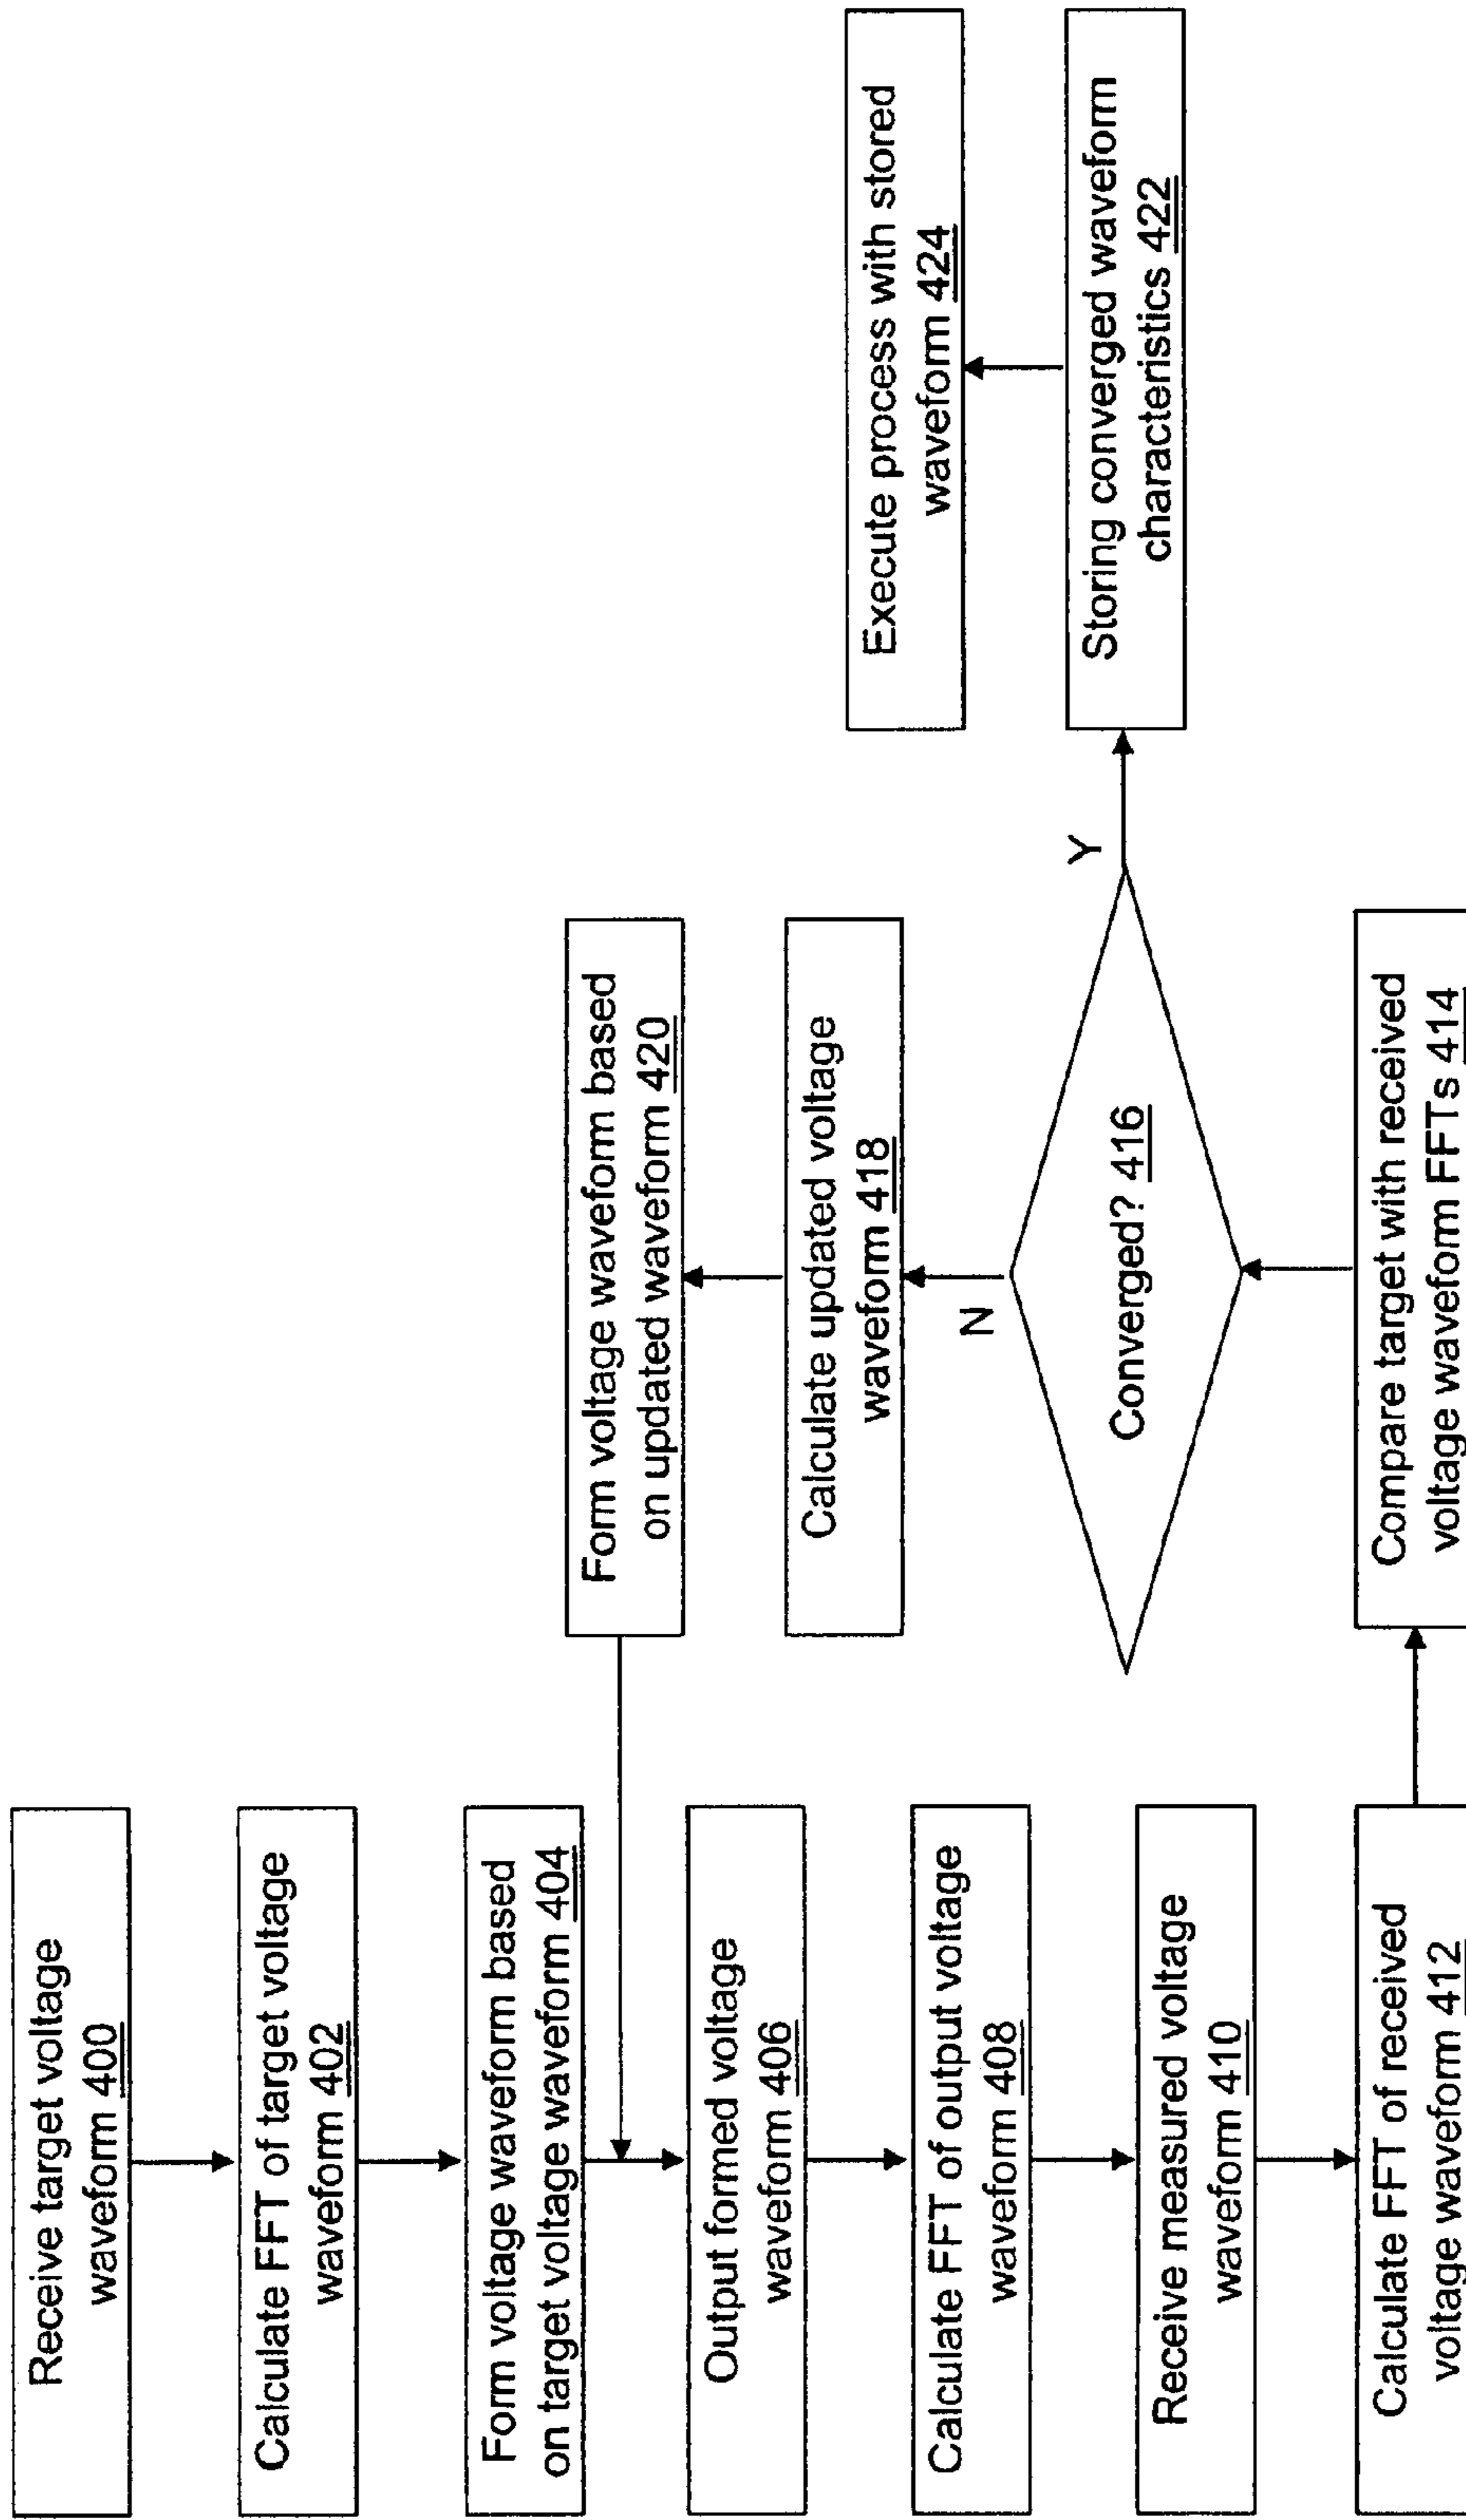 Receive target voltage
waveform 400
Calculate FFT of target voltage
waveform 402
Form voltage waveform based
on target voltage waveform 404
Output formed voltage
waveform 406
Calculate FFT of output voltage
waveform 408
Receive measured voltage
waveform 410
Calculate FFT of received
voltage waveform 412
Compare target with received
voltage waveform FFTs 414
Converged? 416
N
Y
Calculate updated voltage
waveform 418
Form voltage waveform based
on updated waveform 420
Storing converged waveform
characteristics 422
Execute process with stored
waveform 424